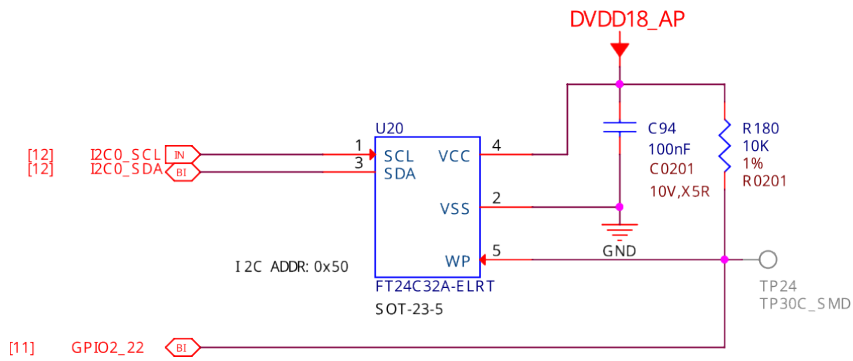 DVDD18_AP
U20
C94
100nF
C0201
10V,X5R
R180
10K
1%
R0201
[12] I2C0_SCL IN 1 SCL VCC 4
[12] I2C0_SDA BI 3 SDA
VSS 2
GND
I2C ADDR: 0x50
WP 5
FT24C32A-ELRT
SOT-23-5
TP24
TP30C_SMD
[11] GPIO2_22 BI